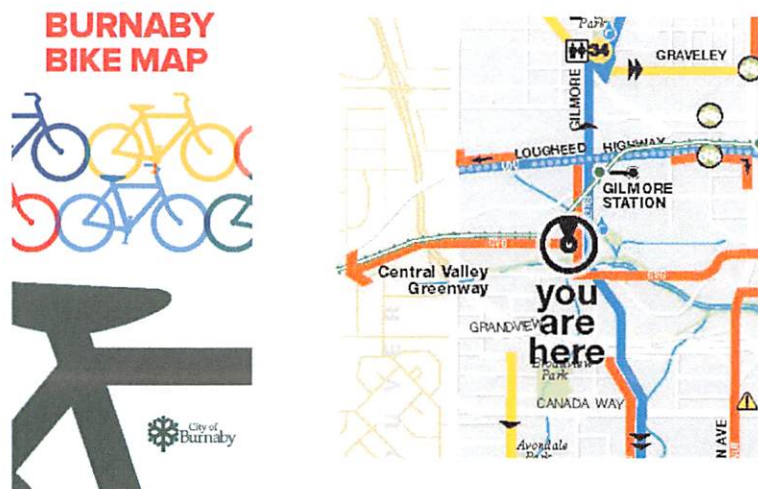 BURNABY
BIKE MAP
City of
Burnaby
Park
34
GRAVELEY
GILMORE
LOUGHEED HIGHWAY
GILMORE
STATION
Central Valley
Greenway
you
are
here
GRANDVIEW
Broadview
Park
CANADA WAY
Avondale
Park
N AVE